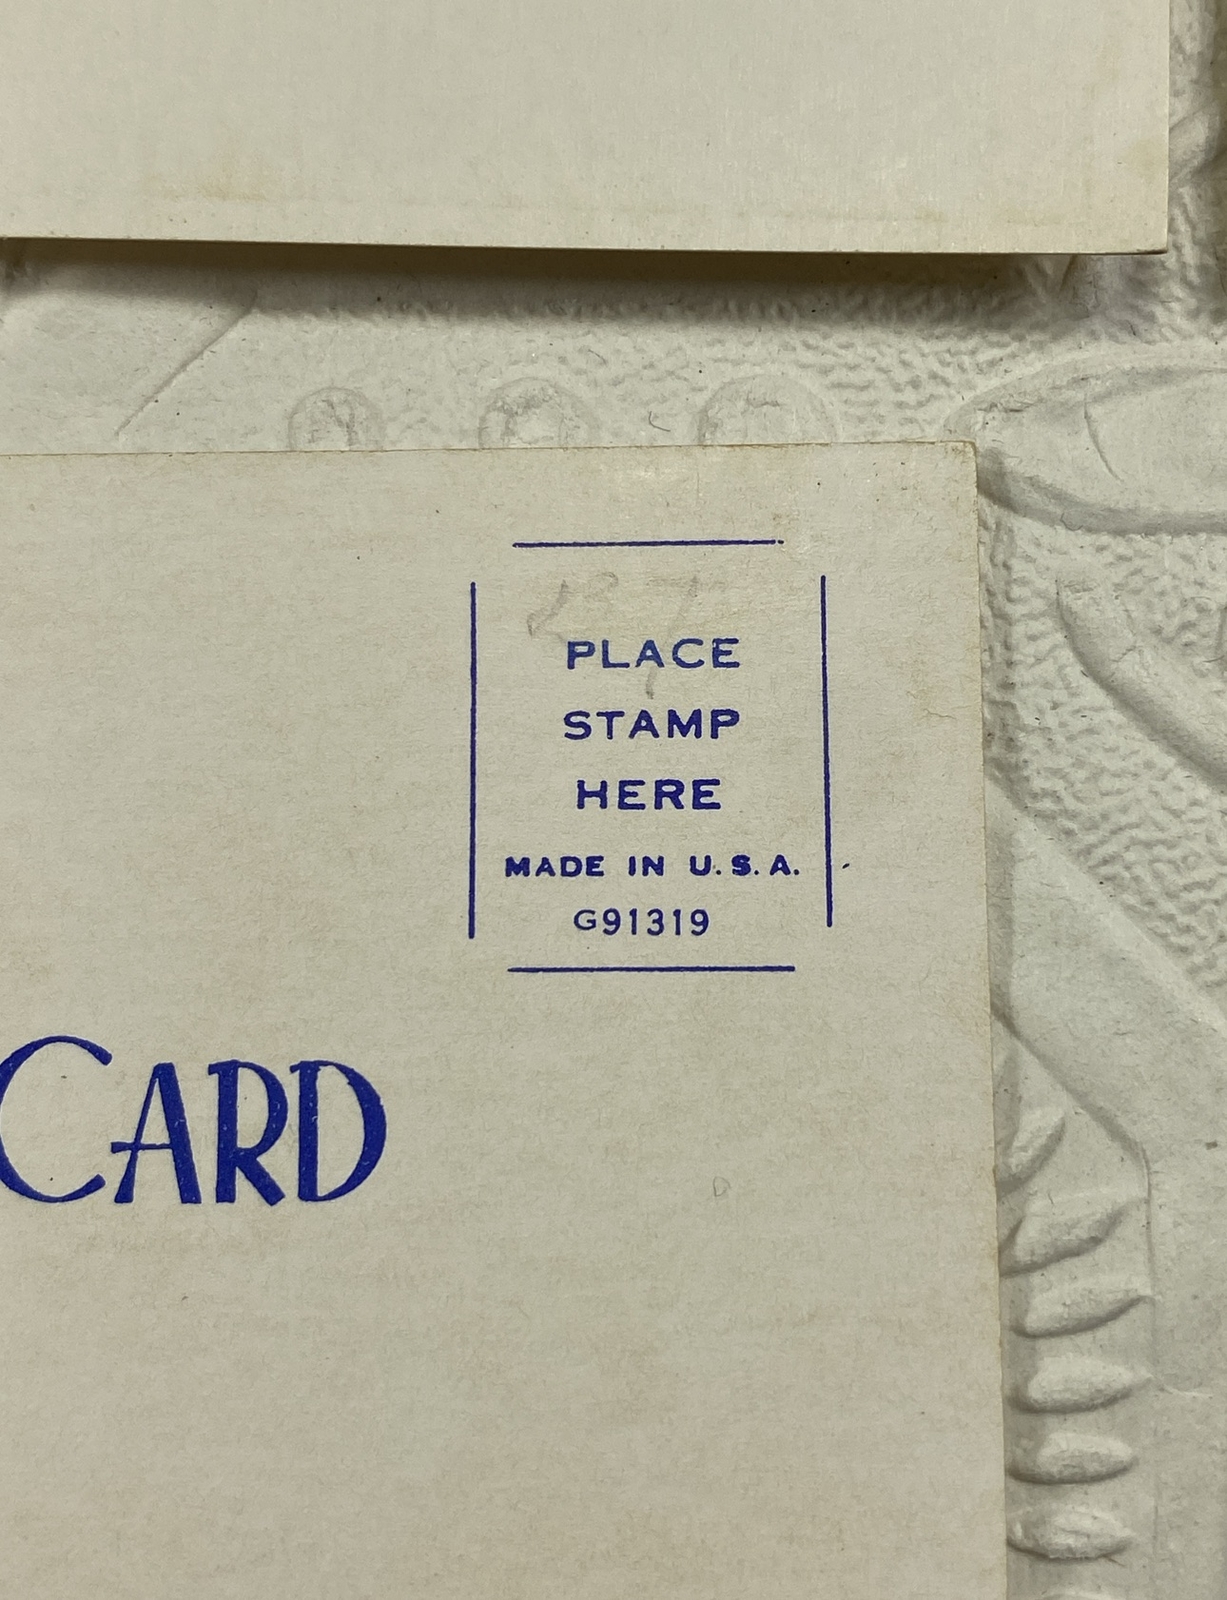 PLACE
STAMP
HERE
MADE IN U.S.A.
G91319
CARD